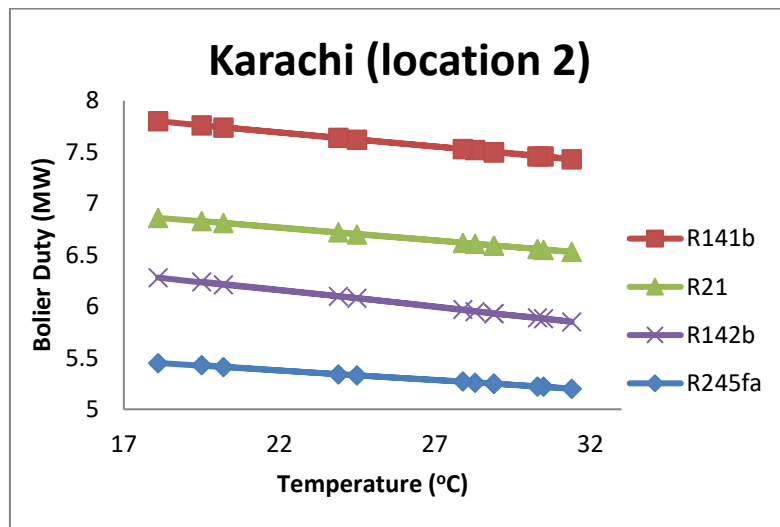 Karachi (location 2)
Bolier Duty (MW)
8
7.5
7
6.5
6
5.5
5
17 22 27 32
Temperature (ºC)
R141b
R21
R142b
R245fa